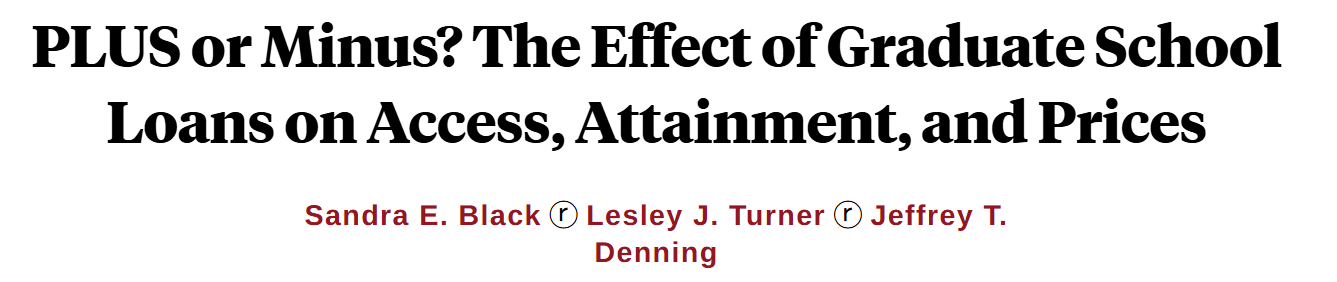 PLUS or Minus? The Effect of Graduate School
Loans on Access, Attainment, and Prices
Sandra E. Black ⓡ Lesley J. Turner ⓡ Jeffrey T.
Denning